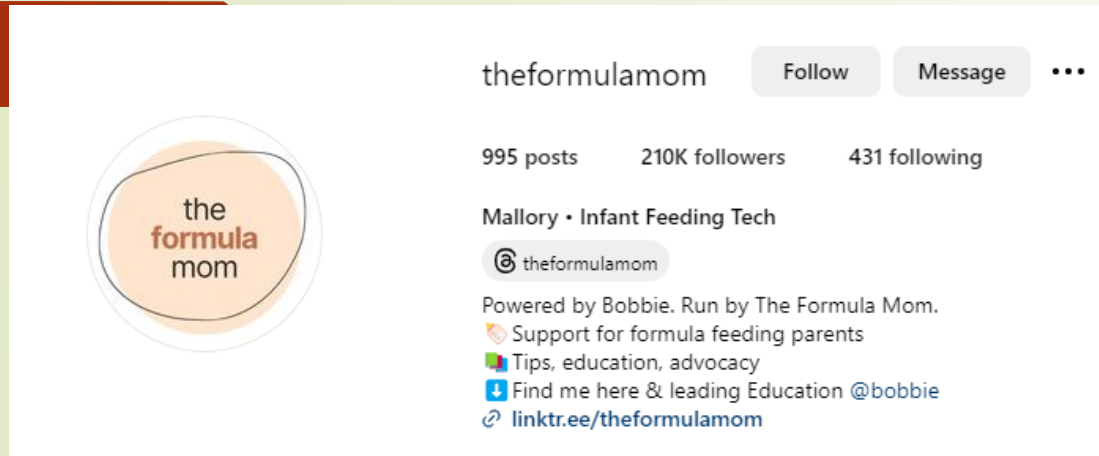 theformulamom Follow Message
995 posts 210K followers 431 following
the
formula
mom
Mallory • Infant Feeding Tech
theformulamom
Powered by Bobbie. Run by The Formula Mom.
🍼 Support for formula feeding parents
📚 Tips, education, advocacy
⬇️ Find me here & leading Education @bobbie
linktr.ee/theformulamom